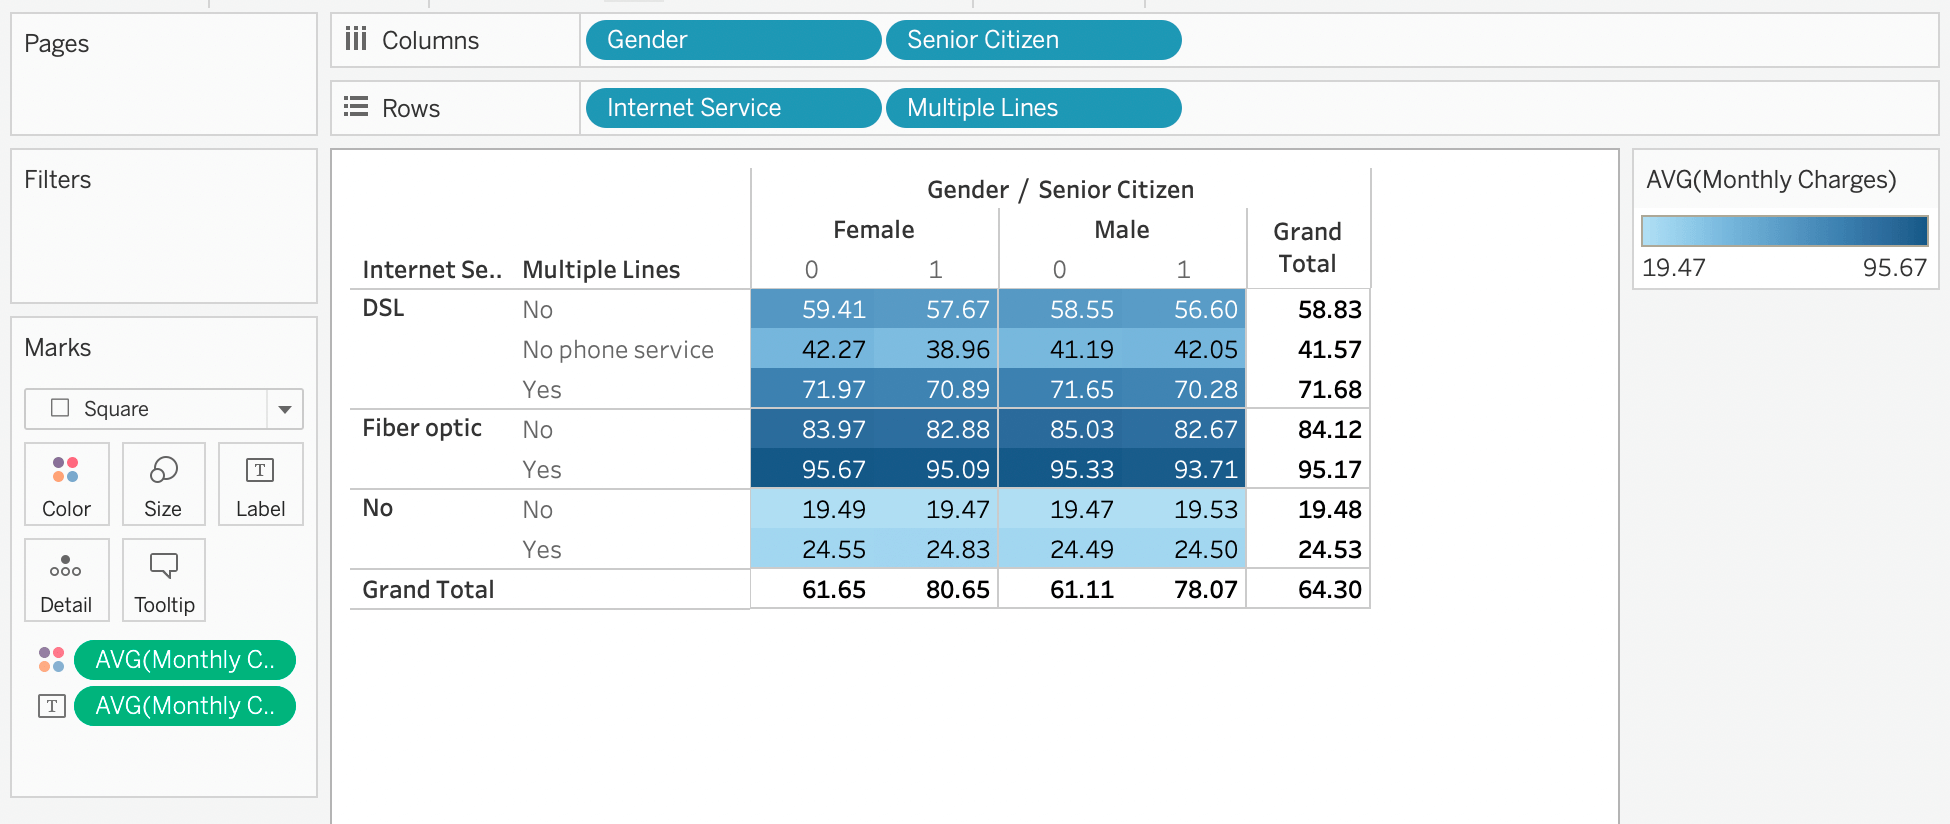 Pages
Columns
Gender
Senior Citizen
Rows
Internet Service
Multiple Lines
Filters
Marks
Square
Color
Size
T
Label
Detail
Tooltip
AVG(Monthly C..
T
AVG(Monthly C..
Gender / Senior Citizen
Female Male Grand Total
Internet Se.. Multiple Lines 0 1 0 1
DSL No 59.41 57.67 58.55 56.60 58.83
No phone service 42.27 38.96 41.19 42.05 41.57
Yes 71.97 70.89 71.65 70.28 71.68
Fiber optic No 83.97 82.88 85.03 82.67 84.12
Yes 95.67 95.09 95.33 93.71 95.17
No No 19.49 19.47 19.47 19.53 19.48
Yes 24.55 24.83 24.49 24.50 24.53
Grand Total 61.65 80.65 61.11 78.07 64.30
AVG(Monthly Charges)
19.47 95.67